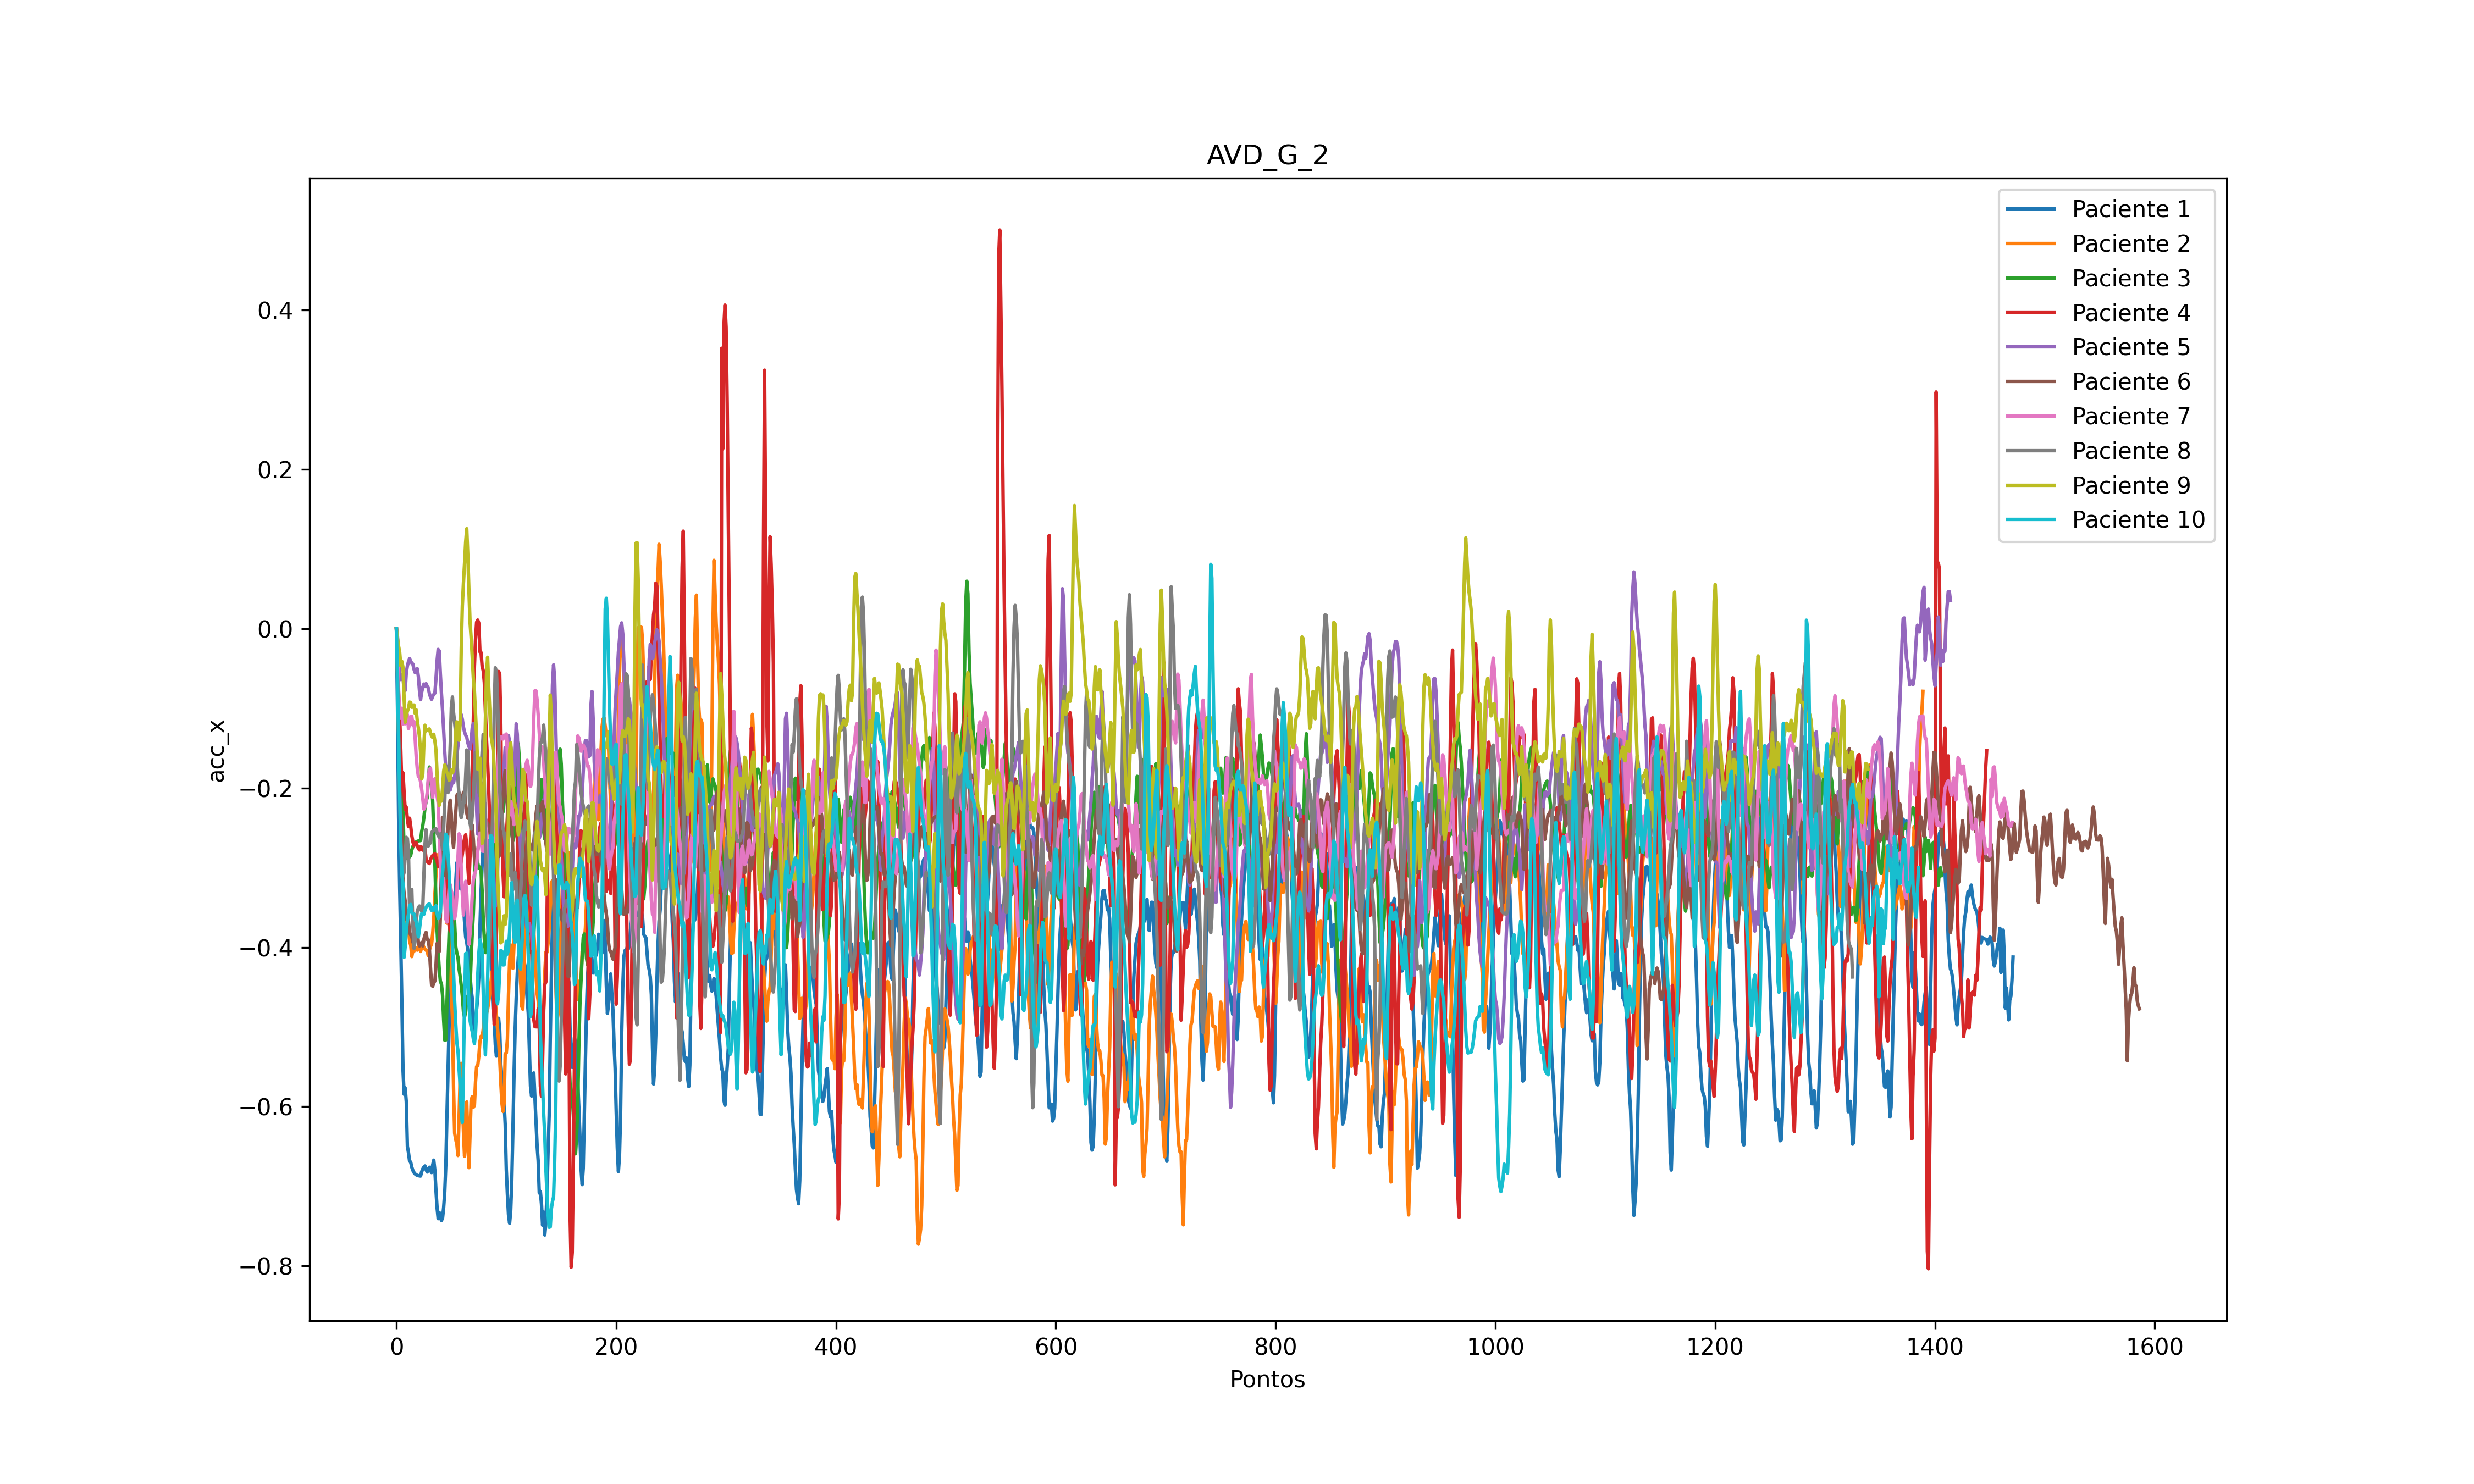 AVD_G_2
acc_x
0.4
0.2
0.0
−0.2
−0.4
−0.6
−0.8
0
200
400
600
800
1000
1200
1400
1600
Pontos
Paciente 1
Paciente 2
Paciente 3
Paciente 4
Paciente 5
Paciente 6
Paciente 7
Paciente 8
Paciente 9
Paciente 10